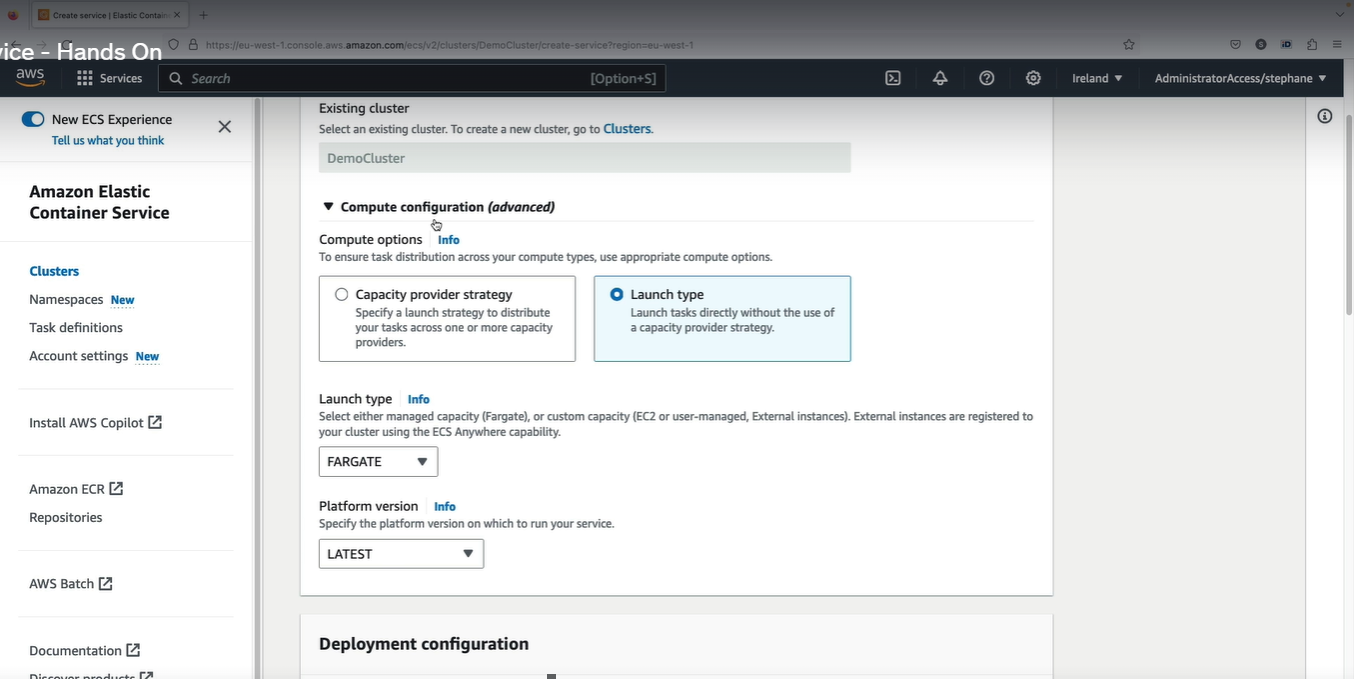 Create service | Elastic Contain
https://eu-west-1.console.aws.amazon.com/ecs/v2/clusters/DemoCluster/create-service?region=eu-west-1
ice - Hands On
aws
Services
Search
[Option+S]
Ireland
AdministratorAccess/stephane
New ECS Experience
Tell us what you think
Amazon Elastic
Container Service
Clusters
Namespaces New
Task definitions
Account settings New
Install AWS Copilot
Amazon ECR
Repositories
AWS Batch
Documentation
Discover products
Existing cluster
Select an existing cluster. To create a new cluster, go to Clusters.
DemoCluster
Compute configuration (advanced)
Compute options Info
To ensure task distribution across your compute types, use appropriate compute options.
Capacity provider strategy
Specify a launch strategy to distribute
your tasks across one or more capacity
providers.
Launch type
Launch tasks directly without the use of
a capacity provider strategy.
Launch type Info
Select either managed capacity (Fargate), or custom capacity (EC2 or user-managed, External instances). External instances are registered to
your cluster using the ECS Anywhere capability.
FARGATE
Platform version Info
Specify the platform version on which to run your service.
LATEST
Deployment configuration